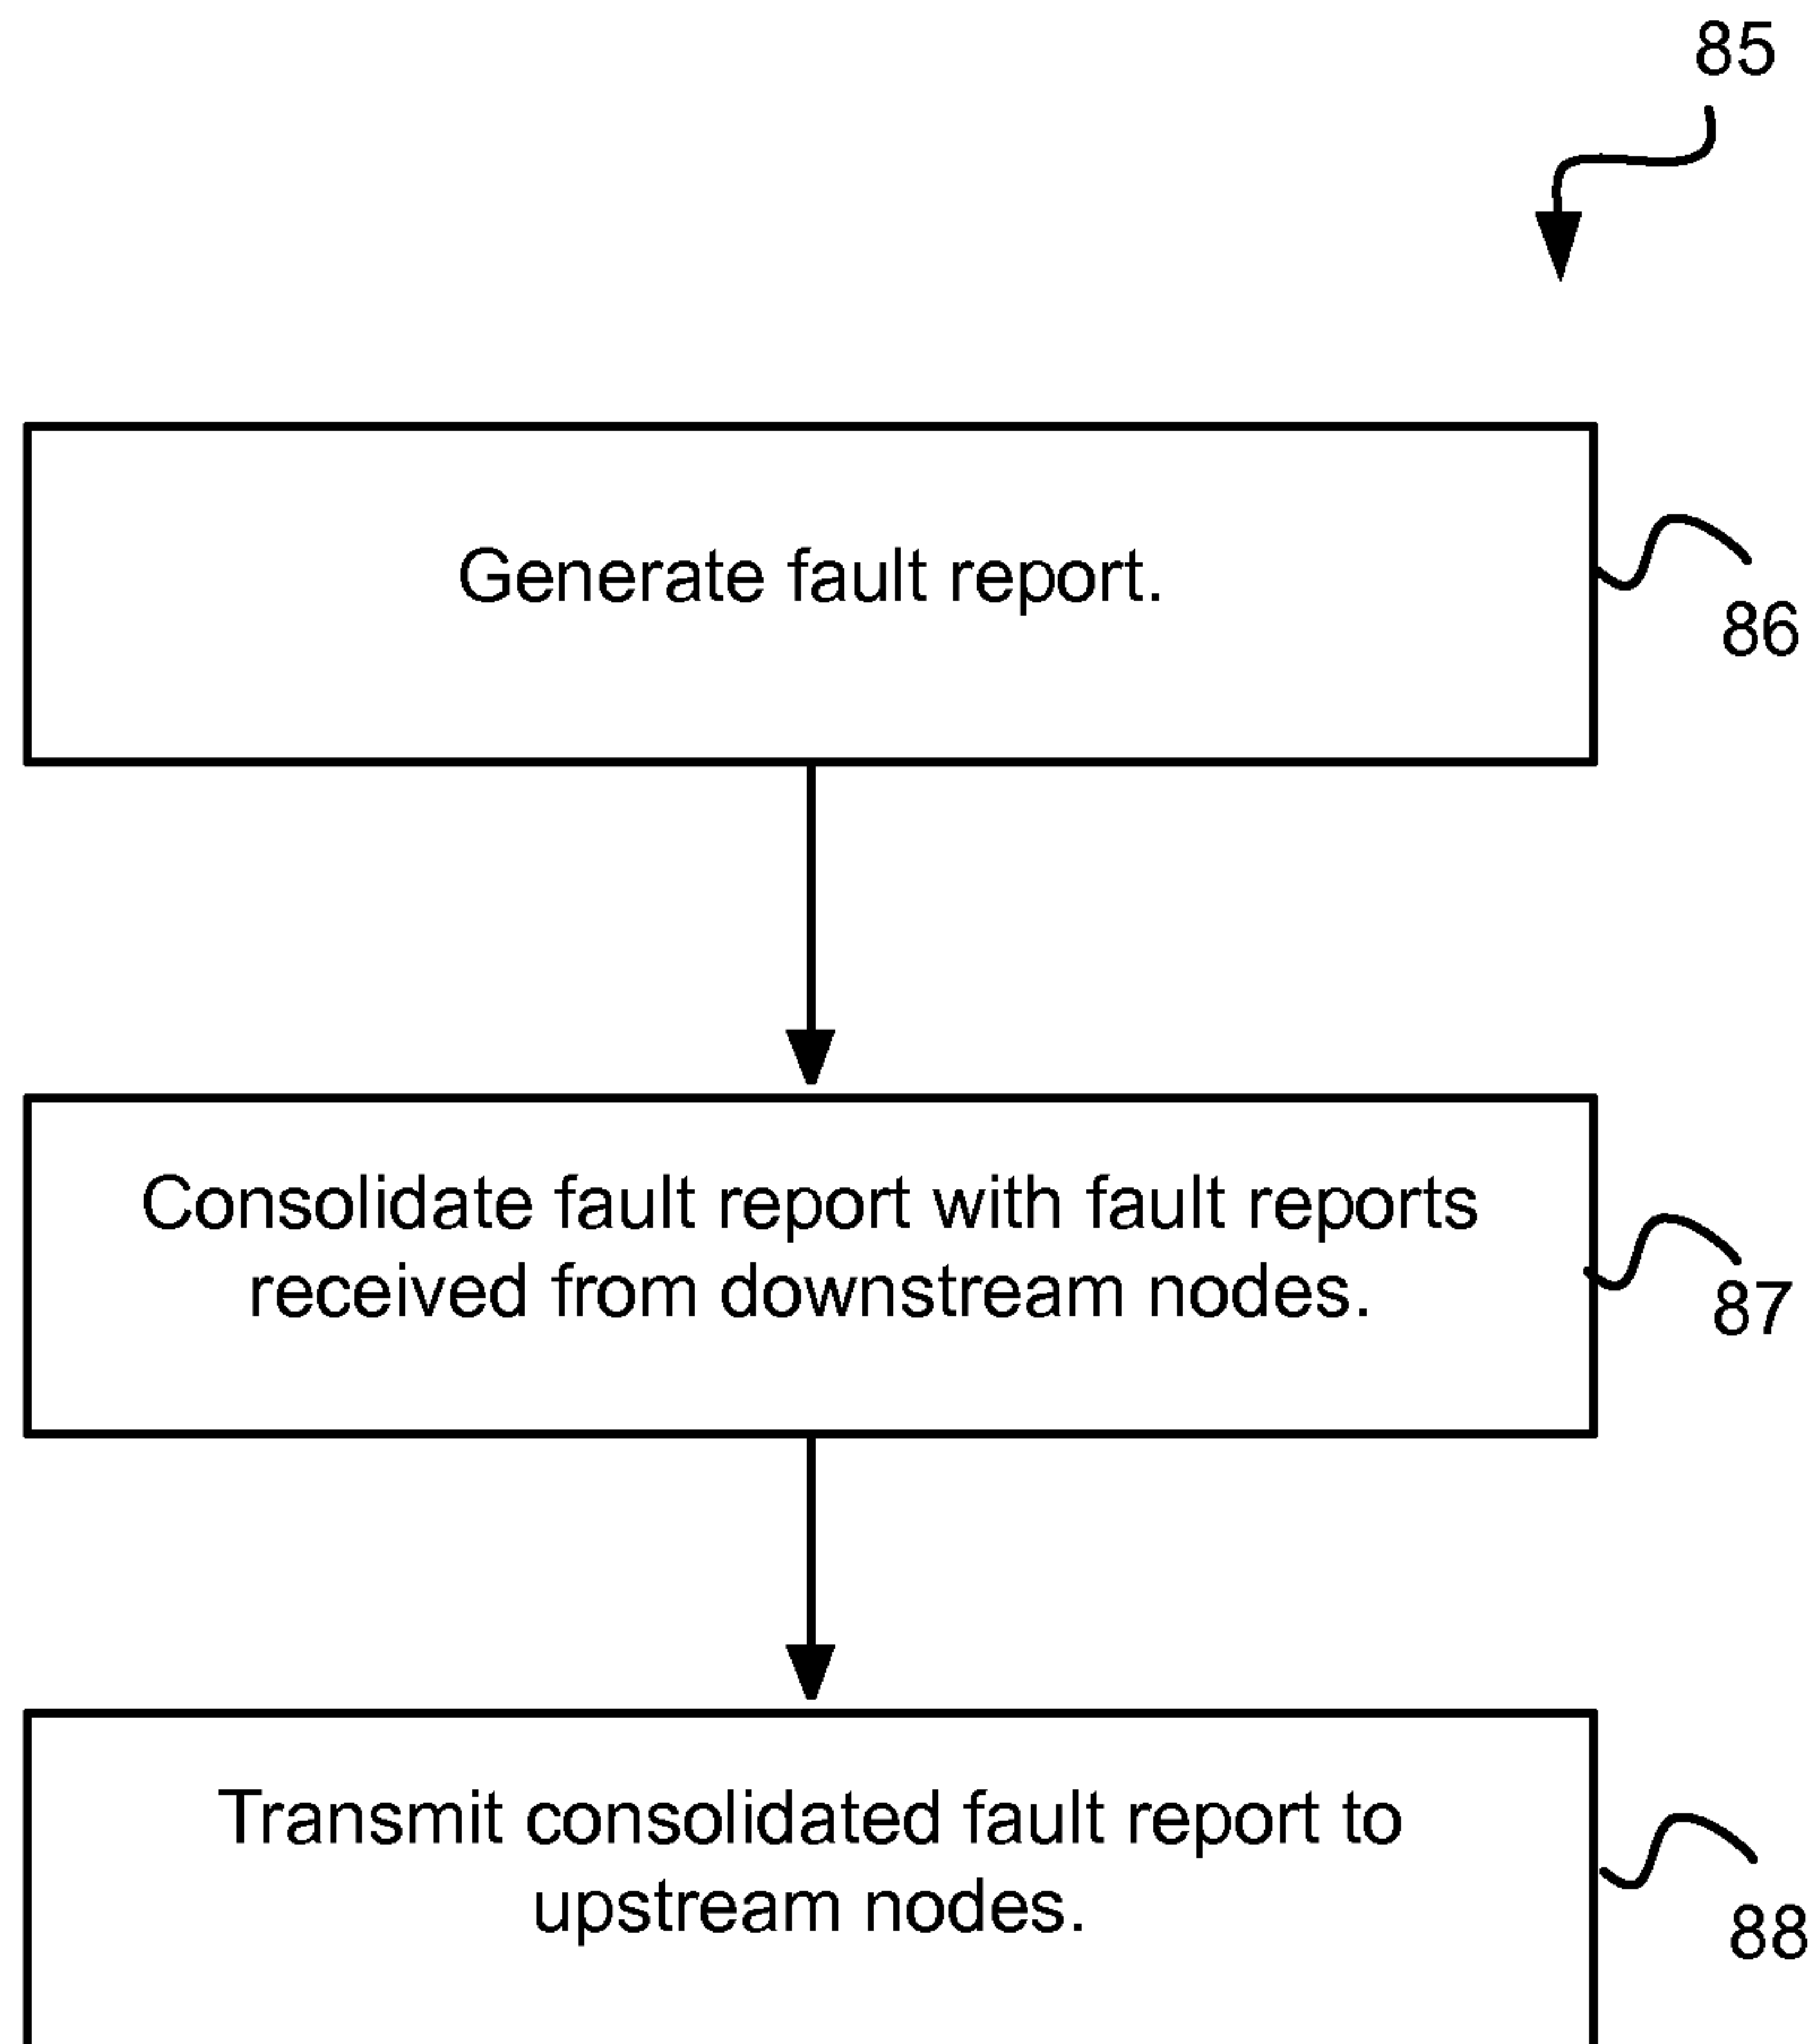 85
Generate fault report.
86
Consolidate fault report with fault reports
received from downstream nodes.
87
Transmit consolidated fault report to
upstream nodes.
88